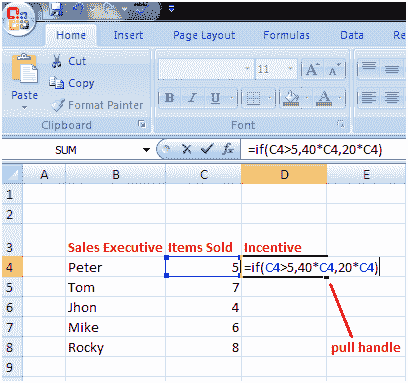 Home Insert Page Layout Formulas Data Re
Paste
Cut
Copy
Format Painter
Clipboard
11 A A
B I U A
Font
SUM fx =if(C4>5,40*C4,20*C4)
A B C D E
1
2
3 Sales Executive Items Sold Incentive
4 Peter 5 =if(C4>5,40*C4,20*C4)
5 Tom 7
6 Jhon 4
7 Mike 6
8 Rocky 8 pull handle